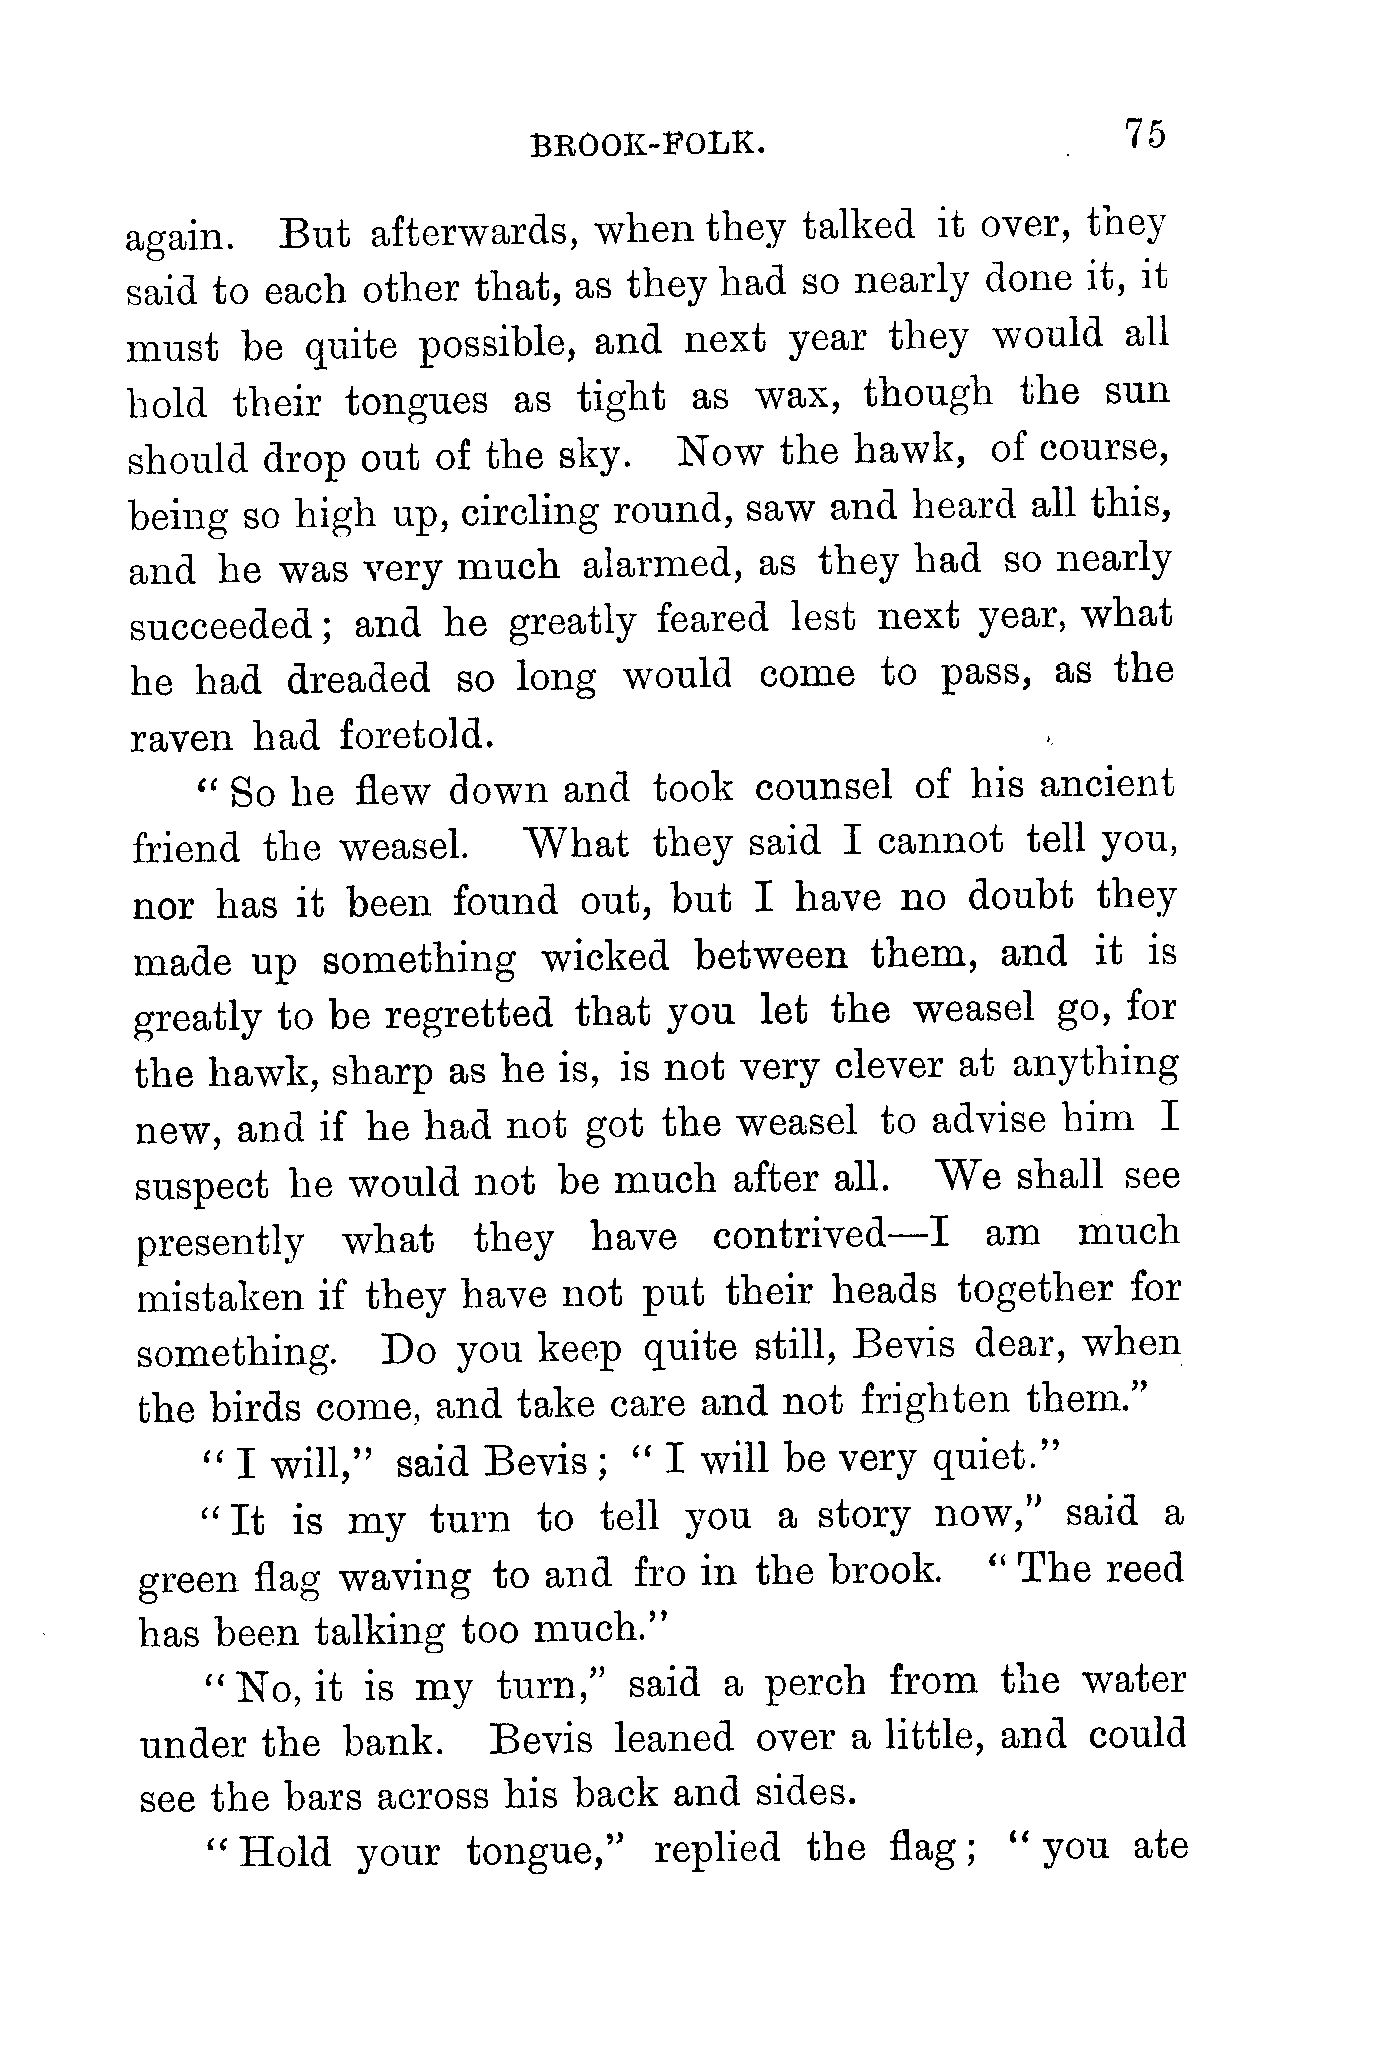 BROOK-FOLK. 75
again. But afterwards, when they talked it over, they
said to each other that, as they had so nearly done it, it
must be quite possible, and next year they would all
hold their tongues as tight as wax, though the sun
should drop out of the sky. Now the hawk, of course,
being so high up, circling round, saw and heard all this,
and he was very much alarmed, as they had so nearly
succeeded; and he greatly feared lest next year, what
he had dreaded so long would come to pass, as the
raven had foretold.
"So he flew down and took counsel of his ancient
friend the weasel. What they said I cannot tell you,
nor has it been found out, but I have no doubt they
made up something wicked between them, and it is
greatly to be regretted that you let the weasel go, for
the hawk, sharp as he is, is not very clever at anything
new, and if he had not got the weasel to advise him I
suspect he would not be much after all. We shall see
presently what they have contrived—I am much
mistaken if they have not put their heads together for
something. Do you keep quite still, Bevis dear, when
the birds come, and take care and not frighten them."
"I will," said Bevis; "I will be very quiet."
"It is my turn to tell you a story now," said a
green flag waving to and fro in the brook. "The reed
has been talking too much."
"No, it is my turn," said a perch from the water
under the bank. Bevis leaned over a little, and could
see the bars across his back and sides.
"Hold your tongue," replied the flag; "you ate